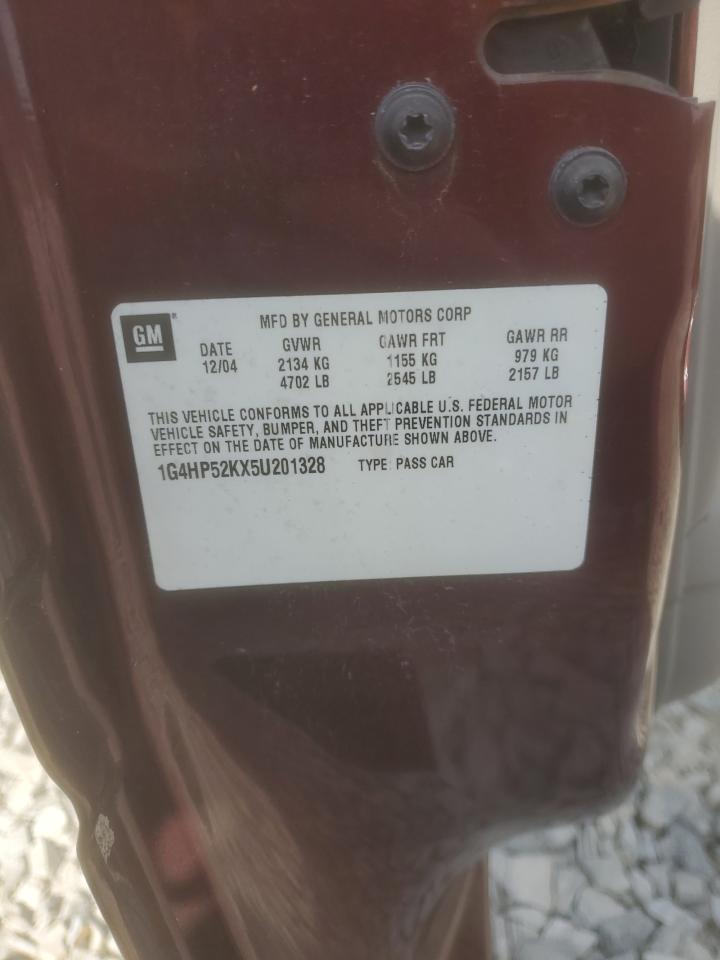 GM ®
MFD BY GENERAL MOTORS CORP
DATE GVWR GAWR FRT GAWR RR
12/04 2134 KG 1155 KG 979 KG
4702 LB 2545 LB 2157 LB
THIS VEHICLE CONFORMS TO ALL APPLICABLE U.S. FEDERAL MOTOR
VEHICLE SAFETY, BUMPER, AND THEFT PREVENTION STANDARDS IN
EFFECT ON THE DATE OF MANUFACTURE SHOWN ABOVE.
1G4HP52KX5U201328 TYPE: PASS CAR